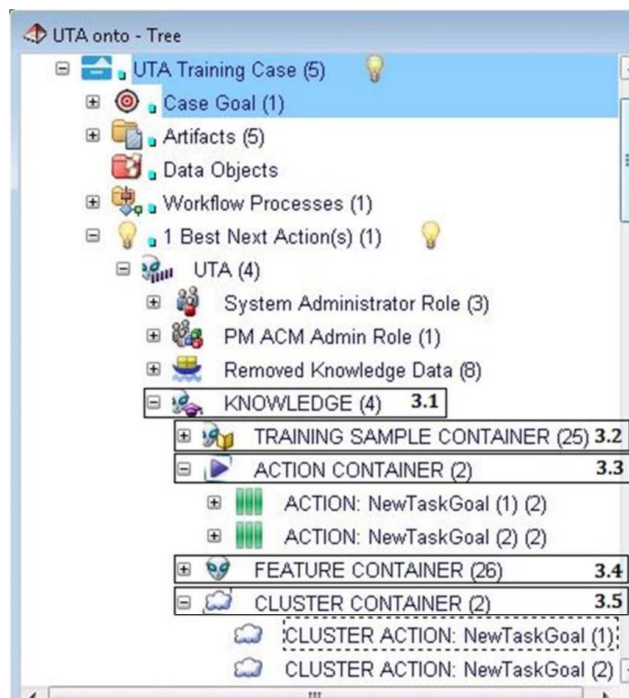 UTA onto - Tree
UTA Training Case (5)
Case Goal (1)
Artifacts (5)
Data Objects
Workflow Processes (1)
1 Best Next Action(s) (1)
UTA (4)
System Administrator Role (3)
PM ACM Admin Role (1)
Removed Knowledge Data (8)
KNOWLEDGE (4) 3.1
TRAINING SAMPLE CONTAINER (25) 3.2
ACTION CONTAINER (2) 3.3
ACTION: NewTaskGoal (1) (2)
ACTION: NewTaskGoal (2) (2)
FEATURE CONTAINER (26) 3.4
CLUSTER CONTAINER (2) 3.5
CLUSTER ACTION: NewTaskGoal (1)
CLUSTER ACTION: NewTaskGoal (2)